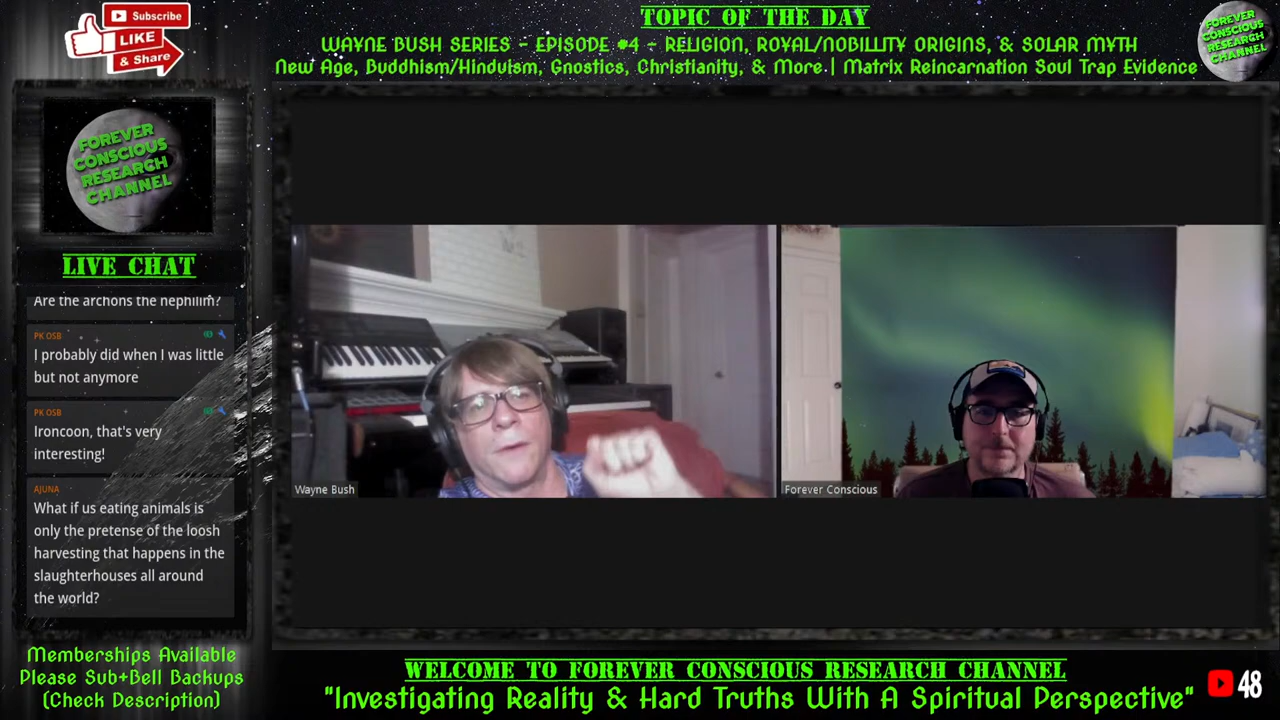 Subscribe
LIKE
& Share
TOPIC OF THE DAY
WAYNE BUSH SERIES - EPISODE #4 - RELIGION, ROYAL/NOBILLITY ORIGINS, & SOLAR MYTH
New Age, Buddhism/Hinduism, Gnostics, Christianity, & More | Matrix Reincarnation Soul Trap Evidence
FOREVER
CONSCIOUS
RESEARCH
CHANNEL
FOREVER
CONSCIOUS
RESEARCH
CHANNEL
LIVE CHAT
Are the archons the nephilim?
PK OSB
I probably did when I was little
but not anymore
PK OSB
Ironcoon, that's very
interesting!
AJUNA
What if us eating animals is
only the pretense of the loosh
harvesting that happens in the
slaughterhouses all around
the world?
Wayne Bush
Forever Conscious
Memberships Available
Please Sub+Bell Backups
(Check Description)
WELCOME TO FOREVER CONSCIOUS RESEARCH CHANNEL
"Investigating Reality & Hard Truths With A Spiritual Perspective"
48